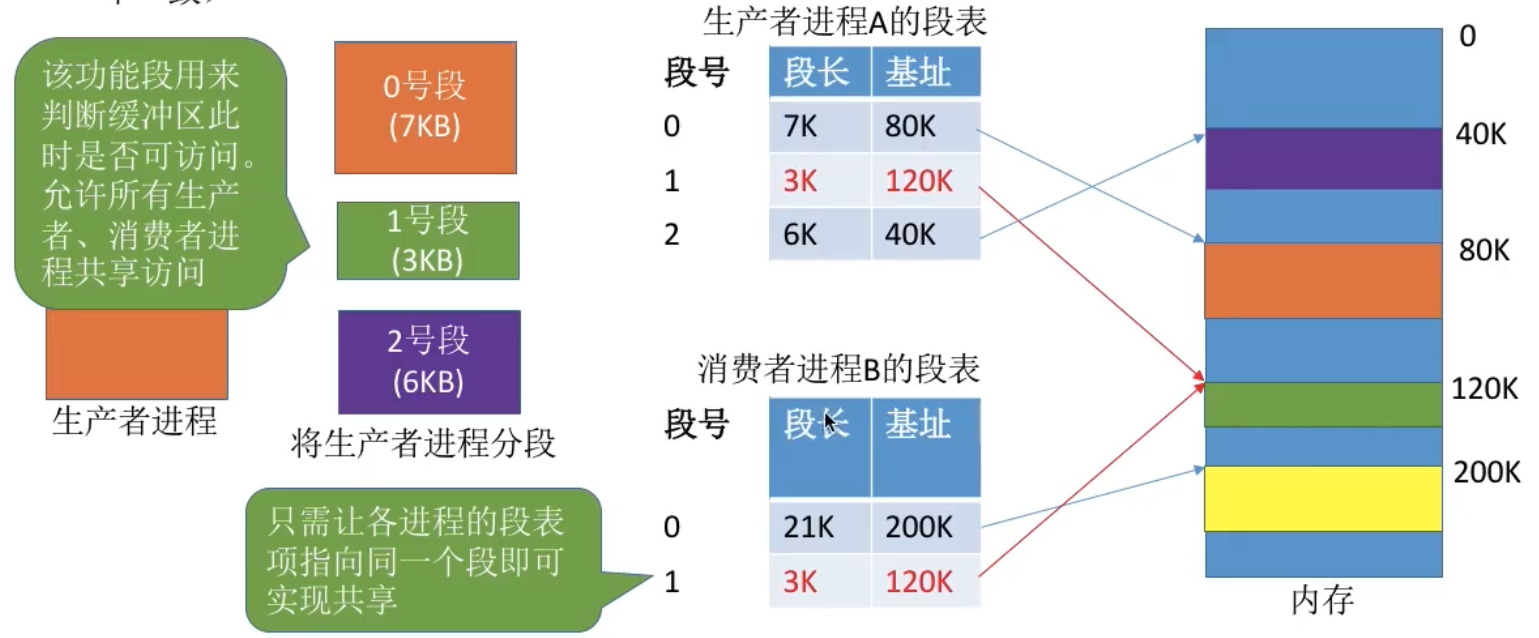 该功能段用来
判断缓冲区此
时是否可访问。
允许所有生产
者、消费者进
程共享访问
生产者进程
0号段
(7KB)
1号段
(3KB)
2号段
(6KB)
将生产者进程分段
只需让各进程的段表
项指向同一个段即可
实现共享
生产者进程A的段表
段号 段长 基址
0 7K 80K
1 3K 120K
2 6K 40K
消费者进程B的段表
段号 段长 基址
0 21K 200K
1 3K 120K
0
40K
80K
120K
200K
内存